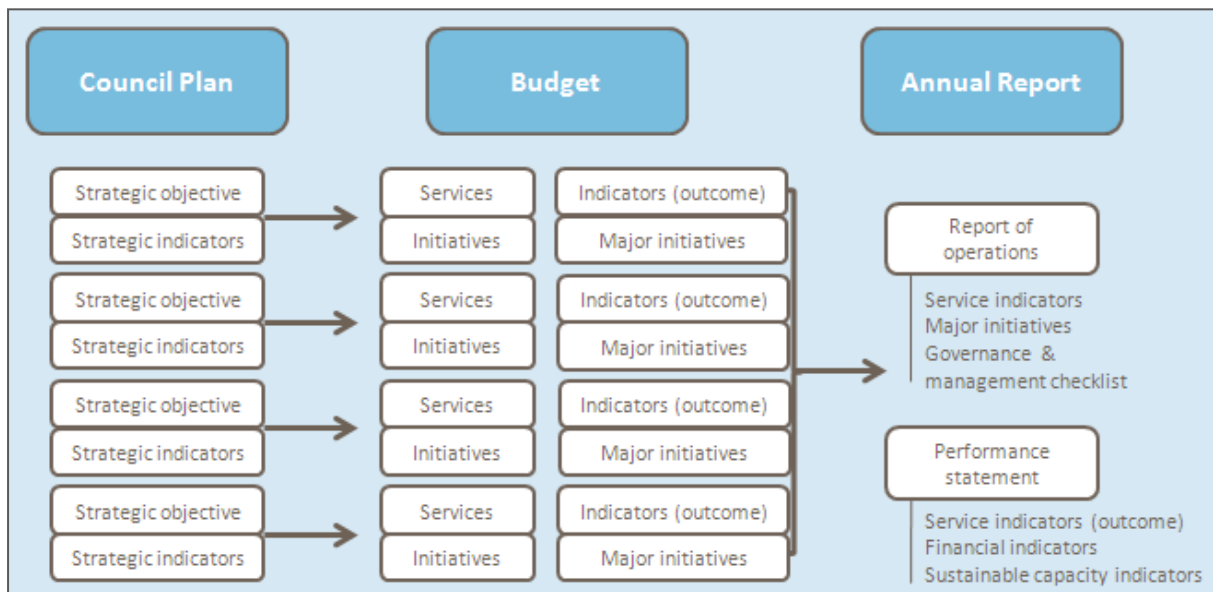 Council Plan
Budget
Annual Report
Strategic objective
Strategic indicators
Services
Initiatives
Indicators (outcome)
Major initiatives
Strategic objective
Strategic indicators
Services
Initiatives
Indicators (outcome)
Major initiatives
Strategic objective
Strategic indicators
Services
Initiatives
Indicators (outcome)
Major initiatives
Strategic objective
Strategic indicators
Services
Initiatives
Indicators (outcome)
Major initiatives
Report of
operations
Service indicators
Major initiatives
Governance &
management checklist
Performance
statement
Service indicators (outcome)
Financial indicators
Sustainable capacity indicators